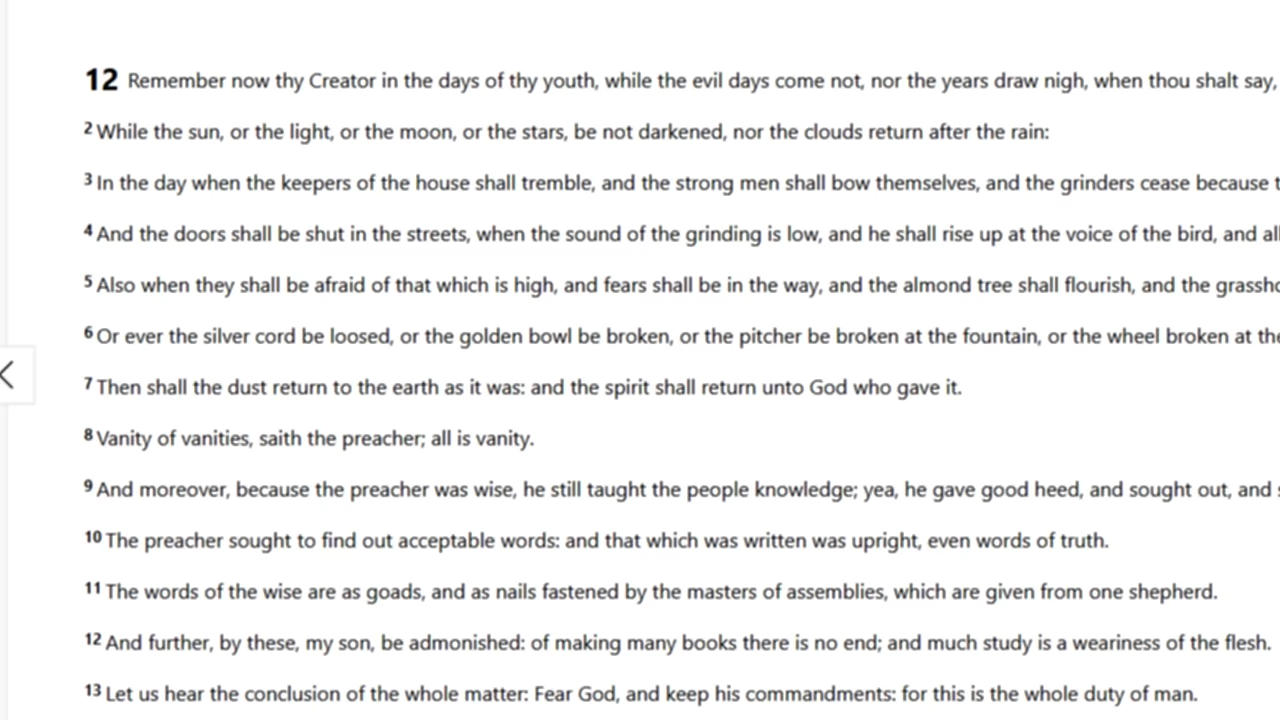 12 Remember now thy Creator in the days of thy youth, while the evil days come not, nor the years draw nigh, when thou shalt say,
2 While the sun, or the light, or the moon, or the stars, be not darkened, nor the clouds return after the rain:
3 In the day when the keepers of the house shall tremble, and the strong men shall bow themselves, and the grinders cease because
4 And the doors shall be shut in the streets, when the sound of the grinding is low, and he shall rise up at the voice of the bird, and all
5 Also when they shall be afraid of that which is high, and fears shall be in the way, and the almond tree shall flourish, and the
6 Or ever the silver cord be loosed, or the golden bowl be broken, or the pitcher be broken at the fountain, or the wheel broken at the
7 Then shall the dust return to the earth as it was: and the spirit shall return unto God who gave it.
8 Vanity of vanities, saith the preacher; all is vanity.
9 And moreover, because the preacher was wise, he still taught the people knowledge; yea, he gave good heed, and sought out, and
10 The preacher sought to find out acceptable words: and that which was written was upright, even words of truth.
11 The words of the wise are as goads, and as nails fastened by the masters of assemblies, which are given from one shepherd.
12 And further, by these, my son, be admonished: of making many books there is no end; and much study is a weariness of the flesh.
13 Let us hear the conclusion of the whole matter: Fear God, and keep his commandments: for this is the whole duty of man.